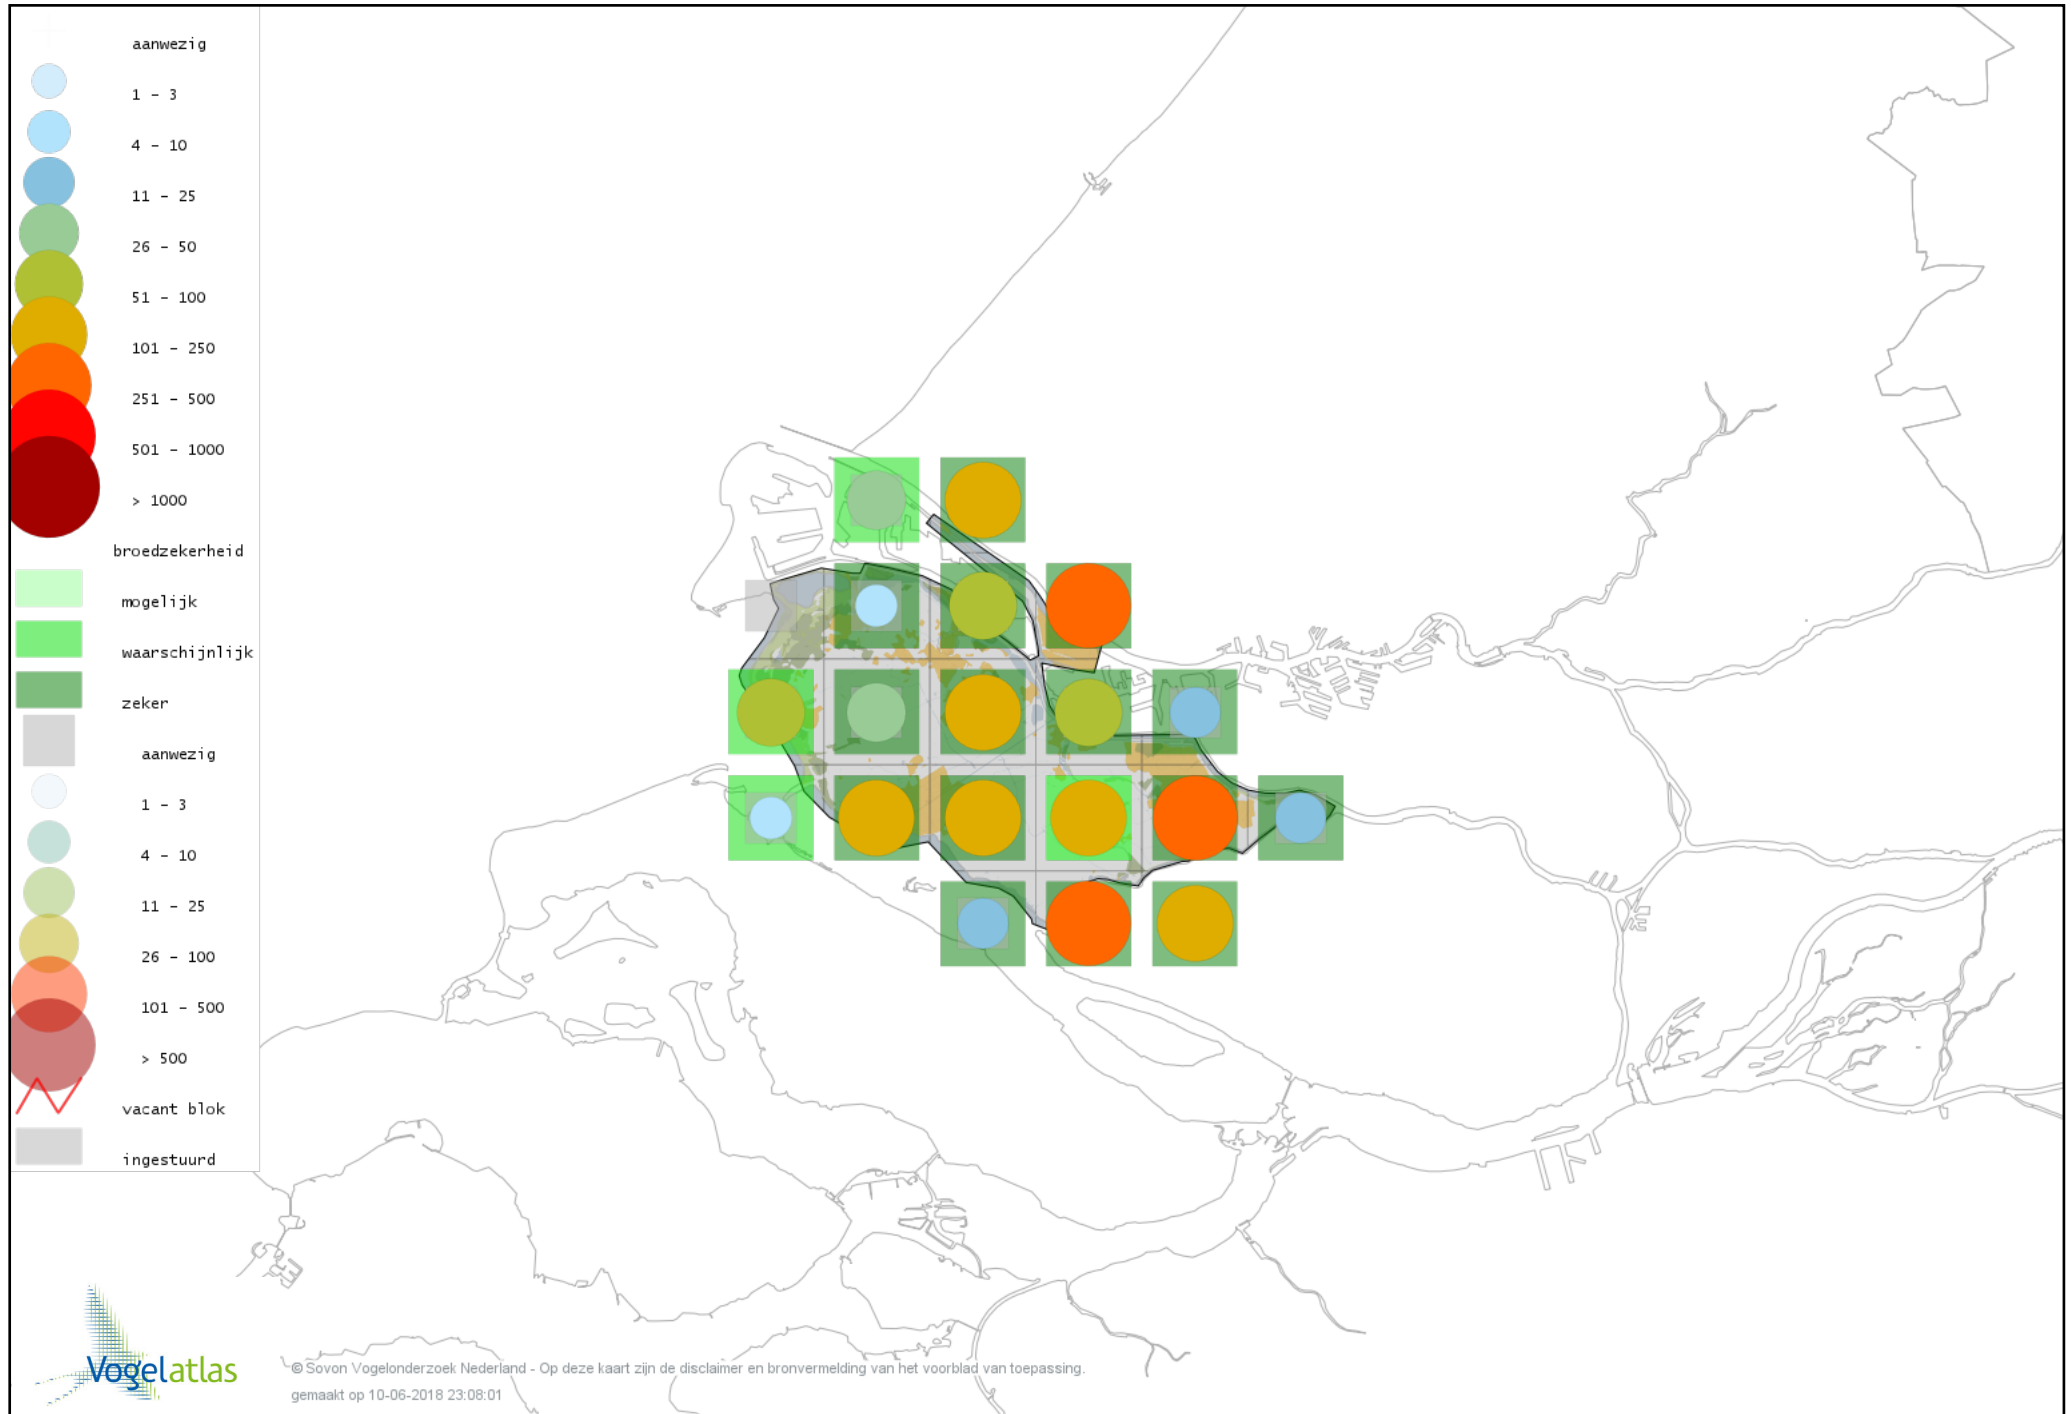 aanwezig
1 – 3
4 – 10
11 – 25
26 – 50
51 – 100
101 – 250
251 – 500
501 – 1000
> 1000
broedzekerheid
mogelijk
waarschijnlijk
zeker
aanwezig
1 – 3
4 – 10
11 – 25
26 – 100
101 – 500
> 500
vacant blok
ingestuurd
Vogelatlas
© Sovon Vogelonderzoek Nederland - Op deze kaart zijn de disclaimer en bronvermelding van het voorblad van toepassing.
gemaakt op 10-06-2018 23:08:01